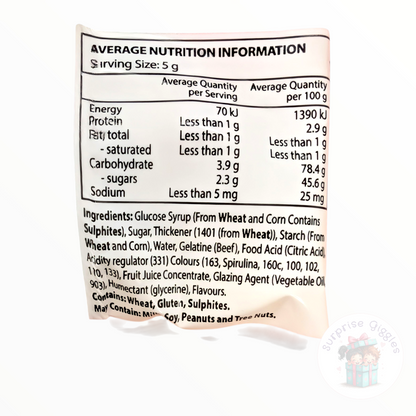 AVERAGE NUTRITION INFORMATION
Serving Size: 5 g
Average Quantity per Serving Average Quantity per 100 g
Energy 70 kJ 1390 kJ
Protein Less than 1 g 2.9 g
Fat, total Less than 1 g Less than 1 g
- saturated Less than 1 g Less than 1 g
Carbohydrate 3.9 g 78.4 g
- sugars 2.3 g 45.6 g
Sodium Less than 5 mg 25 mg
Ingredients: Glucose Syrup (From Wheat and Corn Contains
Sulphites), Sugar, Thickener (1401 (from Wheat)), Starch (From
Wheat and Corn), Water, Gelatine (Beef), Food Acid (Citric Acid),
Acidity regulator (331) Colours (163, Spirulina, 160c, 100, 102,
110, 133), Fruit Juice Concentrate, Glazing Agent (Vegetable Oil,
903), Humectant (glycerine), Flavours.
Contains: Wheat, Gluten, Sulphites.
May Contain: Milk, Soy, Peanuts and Tree Nuts.
Surprise Giggles